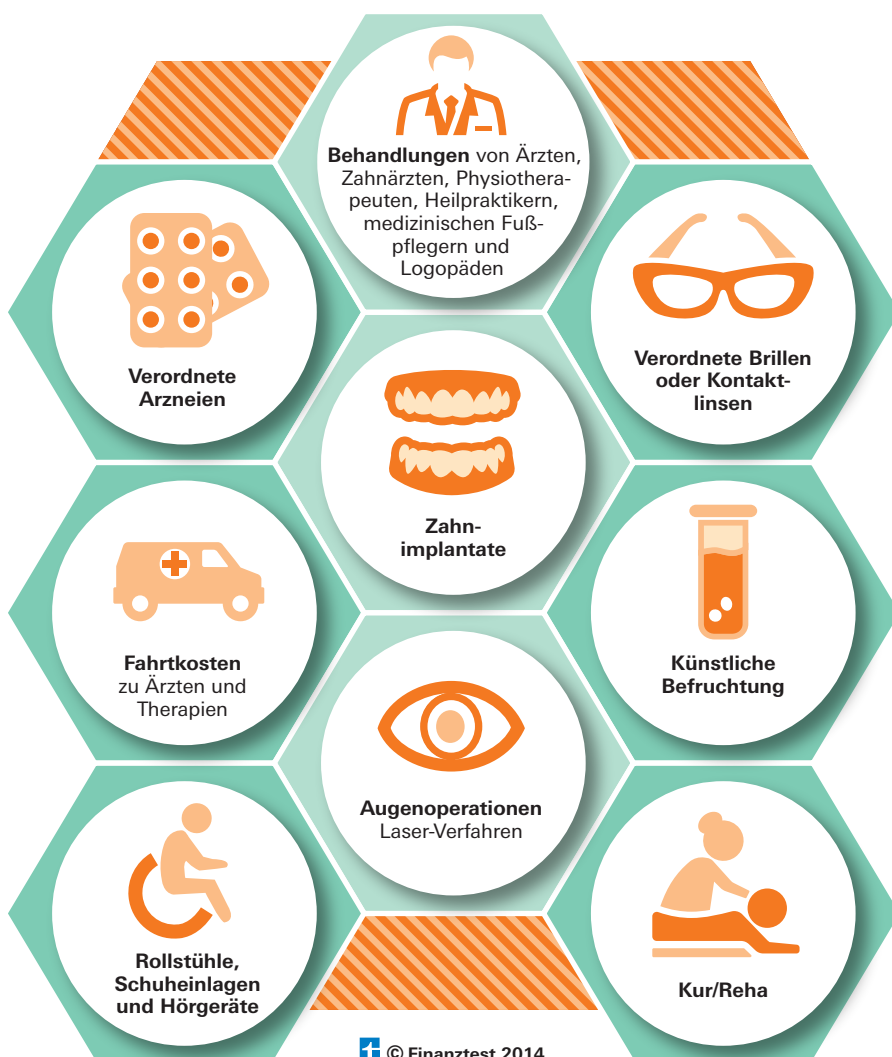 Behandlungen von Ärzten,
Zahnärzten, Physiothera-
peuten, Heilpraktikern,
medizinischen Fuß-
pflegern und
Logopäden
Verordnete
Arzneien
Verordnete Brillen
oder Kontakt-
linsen
Zahn-
implantate
Fahrtkosten
zu Ärzten und
Therapien
Künstliche
Befruchtung
Augenoperationen
Laser-Verfahren
Rollstühle,
Schuheinlagen
und Hörgeräte
Kur/Reha
t © Finanztest 2014